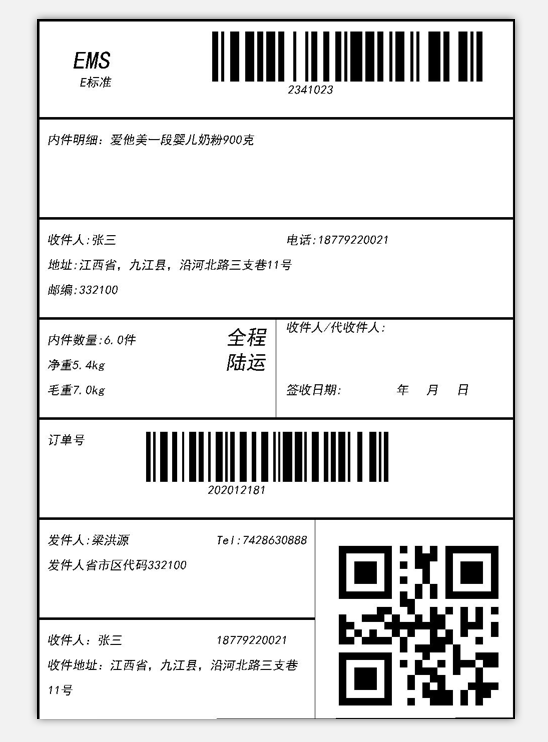 EMS
E标准
2341023
内件明细: 爱他美一段婴儿奶粉900克
收件人:张三 电话:18779220021
地址:江西省, 九江县, 沿河北路三支巷11号
邮编:332100
内件数量:6.0件
净重5.4kg
毛重7.0kg
全程
陆运
收件人/代收件人:
签收日期: 年 月 日
订单号
202012181
发件人:梁洪源 Tel:7428630888
发件人省市区代码332100
收件人: 张三 18779220021
收件地址: 江西省, 九江县, 沿河北路三支巷
11号